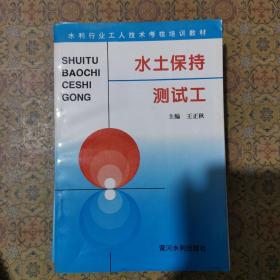 水利行业工人技术考核培训教材
SHUITU
BAOCHI
CESHI
GONG
水土保持
测试工
主编 王正秋
黄河水利出版社